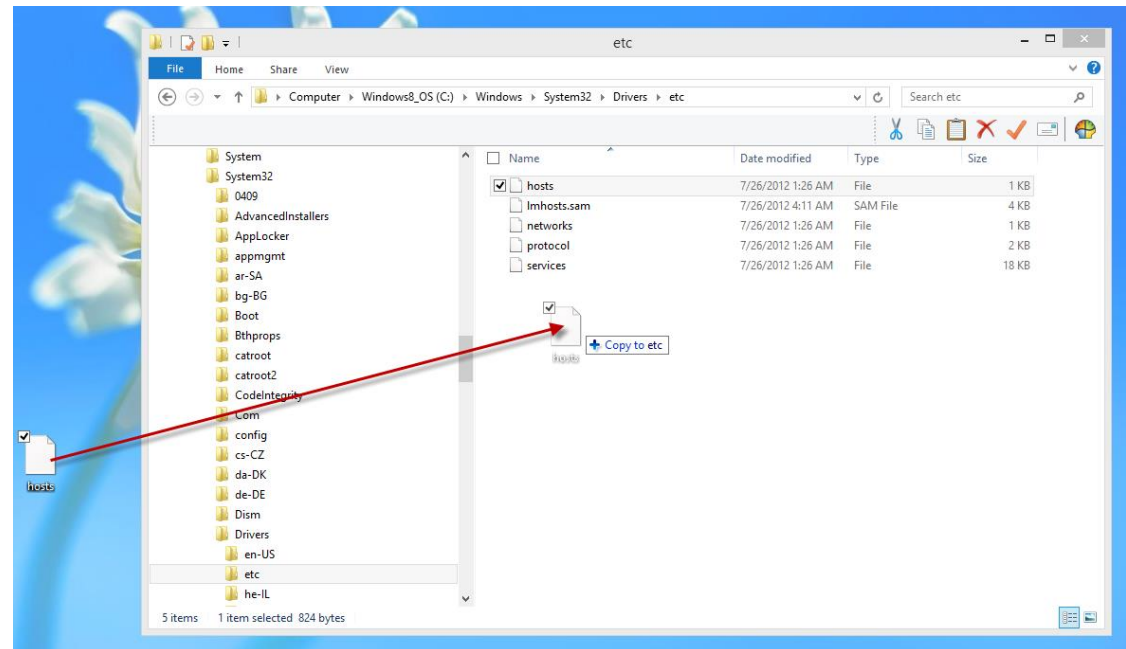 etc
File Home Share View
Computer Windows8_OS (C:) Windows System32 Drivers etc Search etc
Name Date modified Type Size
System
System32
0409
AdvancedInstallers
AppLocker
appmgmt
ar-SA
bg-BG
Boot
Bthprops
catroot
catroot2
CodeIntegrity
Com
config
cs-CZ
da-DK
de-DE
Dism
Drivers
en-US
etc
he-IL
hosts 7/26/2012 1:26 AM File 1 KB
lmhosts.sam 7/26/2012 4:11 AM SAM File 4 KB
networks 7/26/2012 1:26 AM File 1 KB
protocol 7/26/2012 1:26 AM File 2 KB
services 7/26/2012 1:26 AM File 18 KB
Copy to etc
hosts
hosts
5 items 1 item selected 824 bytes